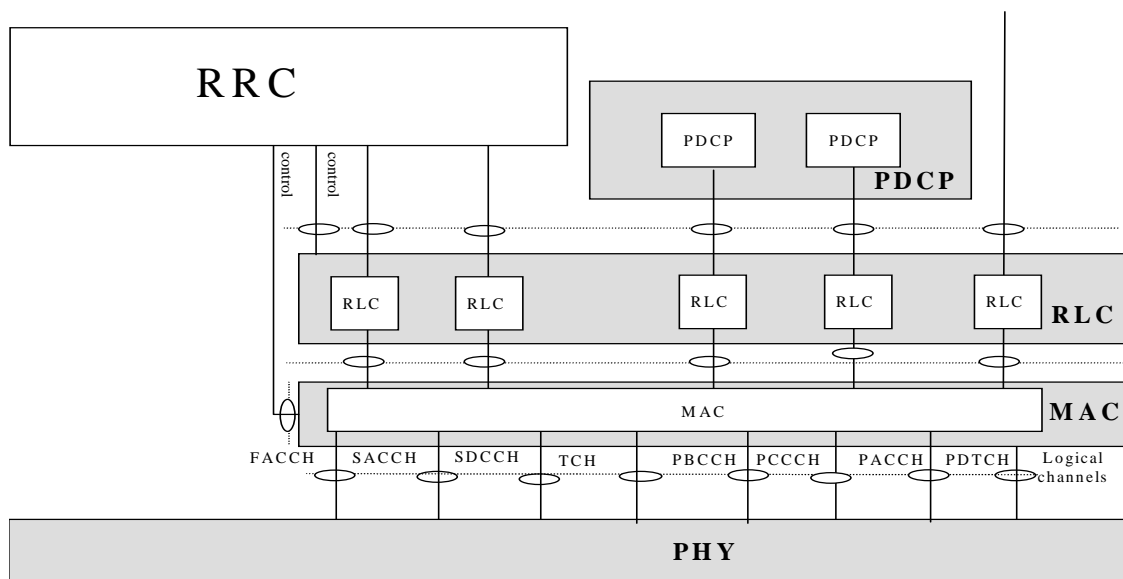 RRC
control
control
PDCP
PDCP
PDCP
RLC
RLC
RLC
RLC
RLC
RLC
MAC
MAC
FACCH
SACCH
SDCCH
TCH
PBCCH
PCCCH
PACCH
PDTCH
Logical
channels
PHY